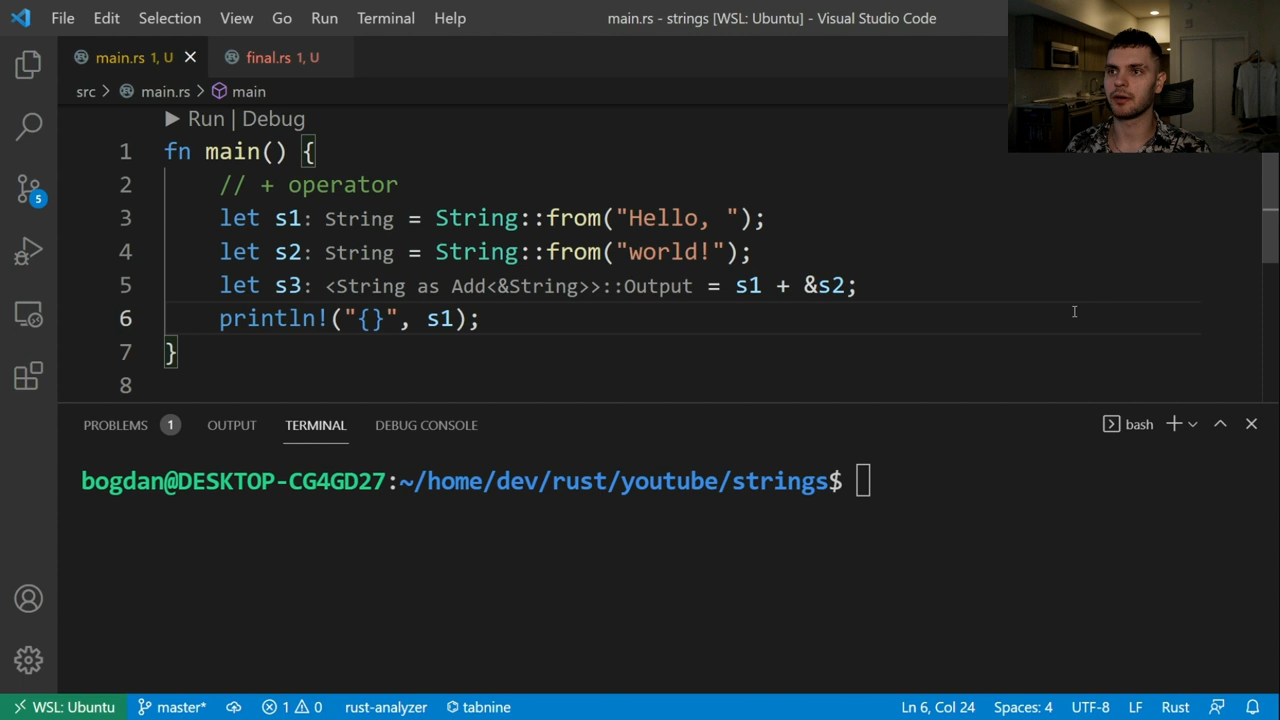 File Edit Selection View Go Run Terminal Help main.rs - strings [WSL: Ubuntu] - Visual Studio Code
main.rs 1, U final.rs 1, U
src > main.rs > main
Run | Debug
1 fn main() {
2 // + operator
3 let s1: String = String::from("Hello, ");
4 let s2: String = String::from("world!");
5 let s3: <String as Add<&String>>::Output = s1 + &s2;
6 println!("{}", s1);
7 }
8
PROBLEMS 1 OUTPUT TERMINAL DEBUG CONSOLE bash
bogdan@DESKTOP-CG4GD27:~/home/dev/rust/youtube/strings$
5
WSL: Ubuntu master* 1 0 rust-analyzer tabnine Ln 6, Col 24 Spaces: 4 UTF-8 LF Rust